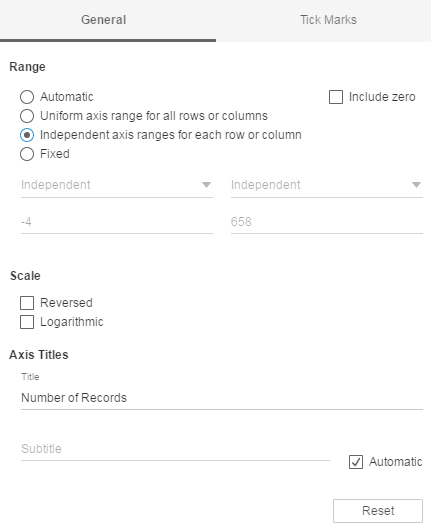 General Tick Marks
Range
Automatic Include zero
Uniform axis range for all rows or columns
Independent axis ranges for each row or column
Fixed
Independent Independent
-4 658
Scale
Reversed
Logarithmic
Axis Titles
Title
Number of Records
Subtitle Automatic
Reset